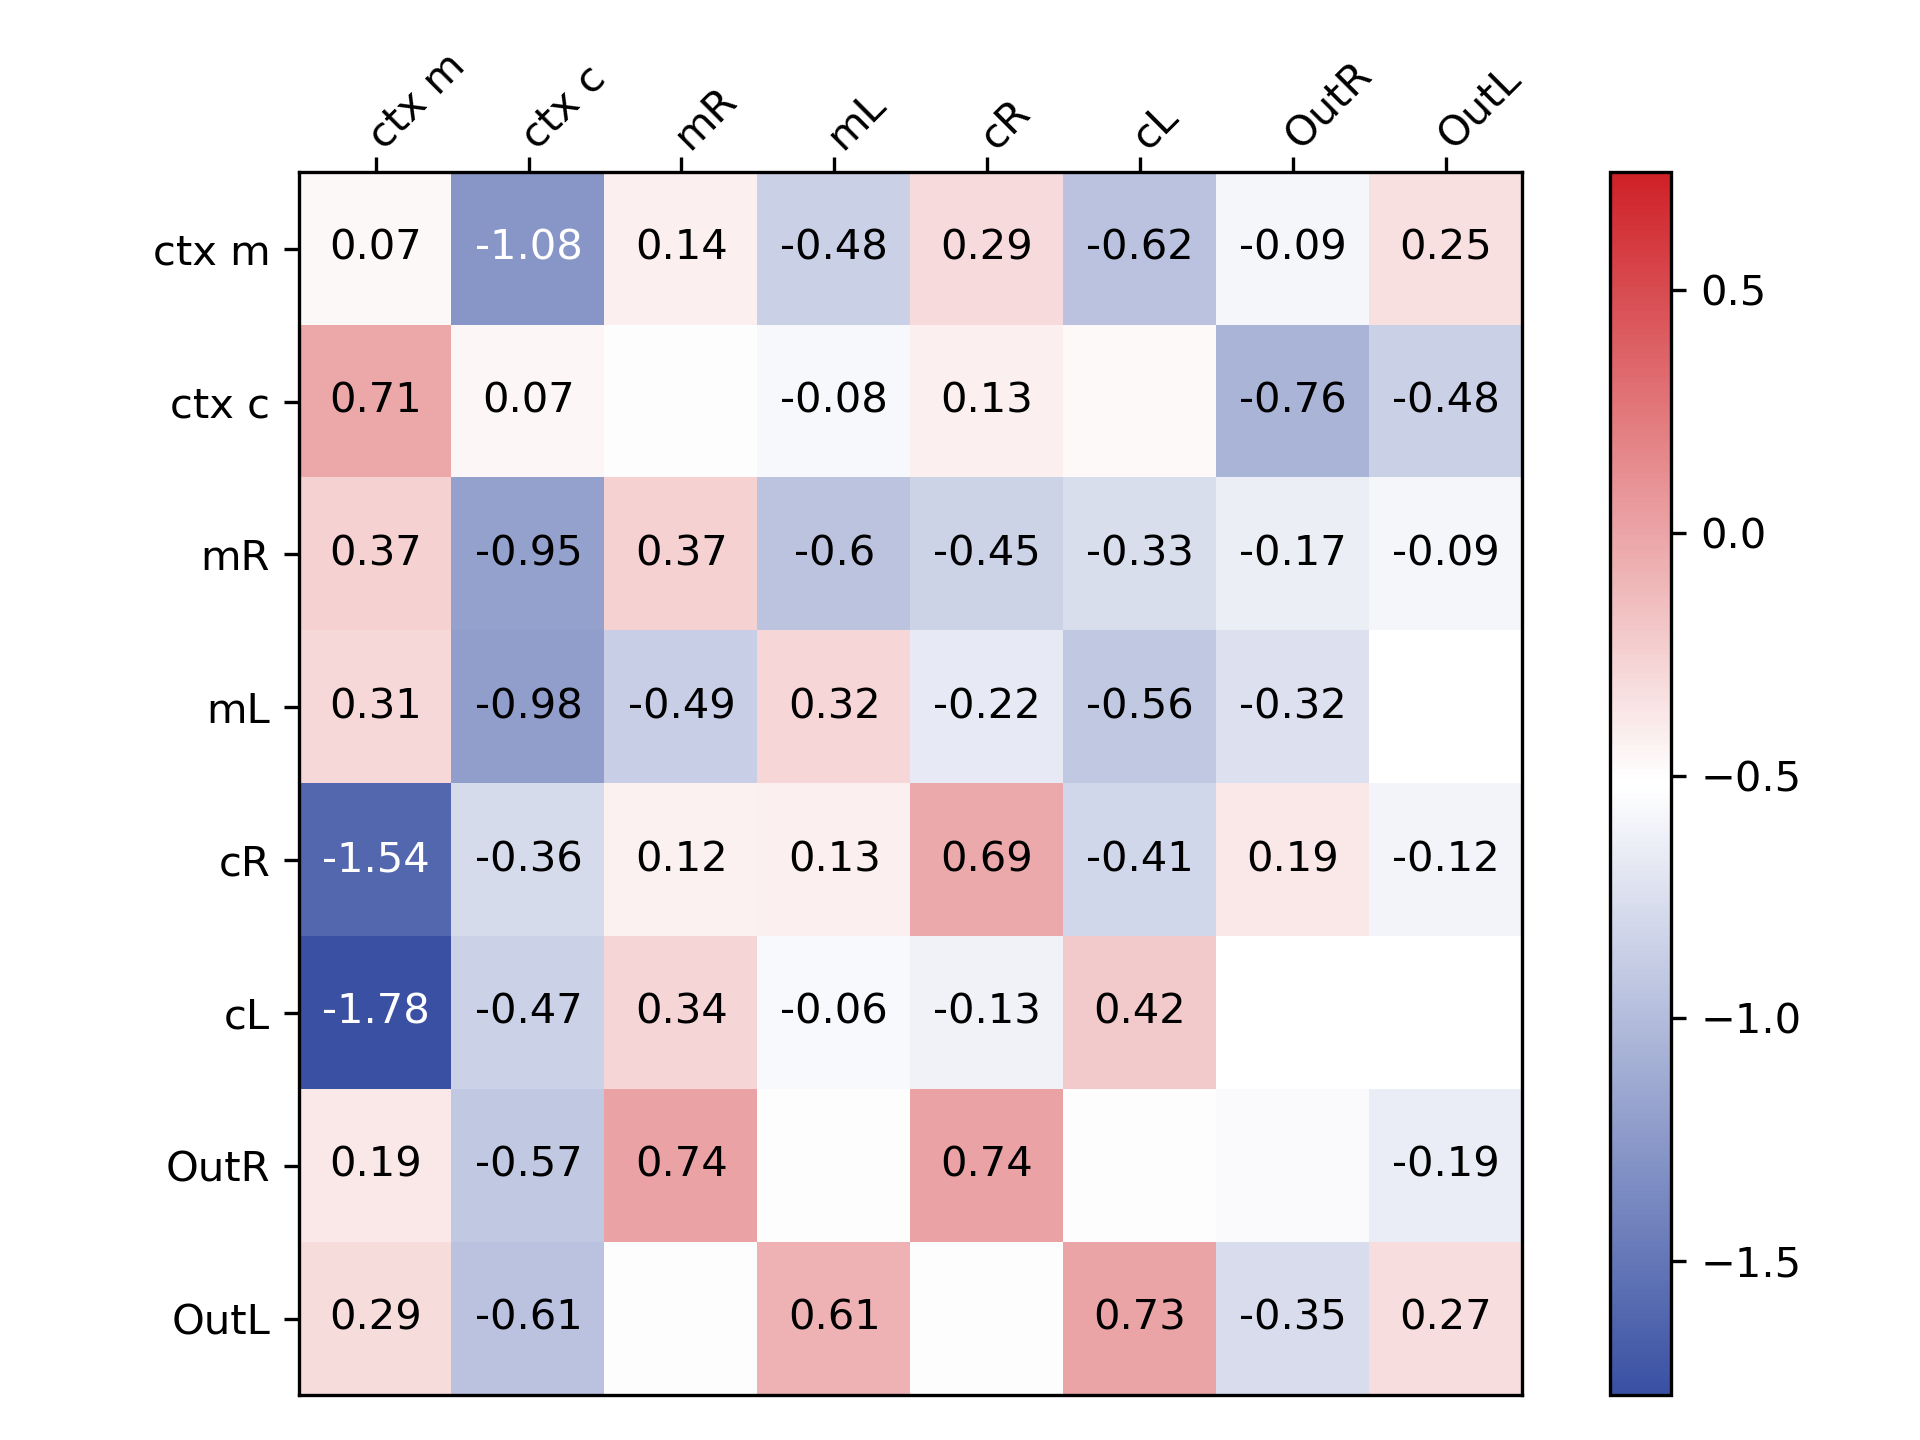 ctx m ctx c mR mL cR cL OutR OutL
ctx m 0.07 -1.08 0.14 -0.48 0.29 -0.62 -0.09 0.25
ctx c 0.71 0.07 -0.08 0.13 -0.76 -0.48
mR 0.37 -0.95 0.37 -0.6 -0.45 -0.33 -0.17 -0.09
mL 0.31 -0.98 -0.49 0.32 -0.22 -0.56 -0.32
cR -1.54 -0.36 0.12 0.13 0.69 -0.41 0.19 -0.12
cL -1.78 -0.47 0.34 -0.06 -0.13 0.42
OutR 0.19 -0.57 0.74 0.74 -0.19
OutL 0.29 -0.61 0.61 0.73 -0.35 0.27
0.5
0.0
−0.5
−1.0
−1.5